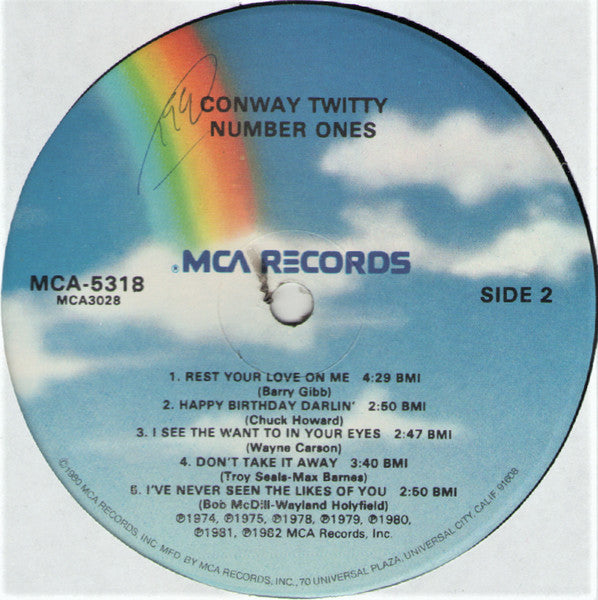 CONWAY TWITTY
NUMBER ONES
®MCA RECORDS
MCA-5318
MCA3028
SIDE 2
1. REST YOUR LOVE ON ME 4:29 BMI
(Barry Gibb)
2. HAPPY BIRTHDAY DARLIN' 2:50 BMI
(Chuck Howard)
3. I SEE THE WANT TO IN YOUR EYES 2:47 BMI
(Wayne Carson)
4. DON'T TAKE IT AWAY 3:40 BMI
(Troy Seals-Max Barnes)
5. I'VE NEVER SEEN THE LIKES OF YOU 2:50 BMI
(Bob McDill-Wayland Holyfield)
℗1974, ℗1975, ℗1978, ℗1979, ℗1980,
℗1981, ℗1982 MCA Records, Inc.
©1980 MCA RECORDS, INC. MFD. BY MCA RECORDS, INC., 70 UNIVERSAL PLAZA, UNIVERSAL CITY, CALIF. 91608